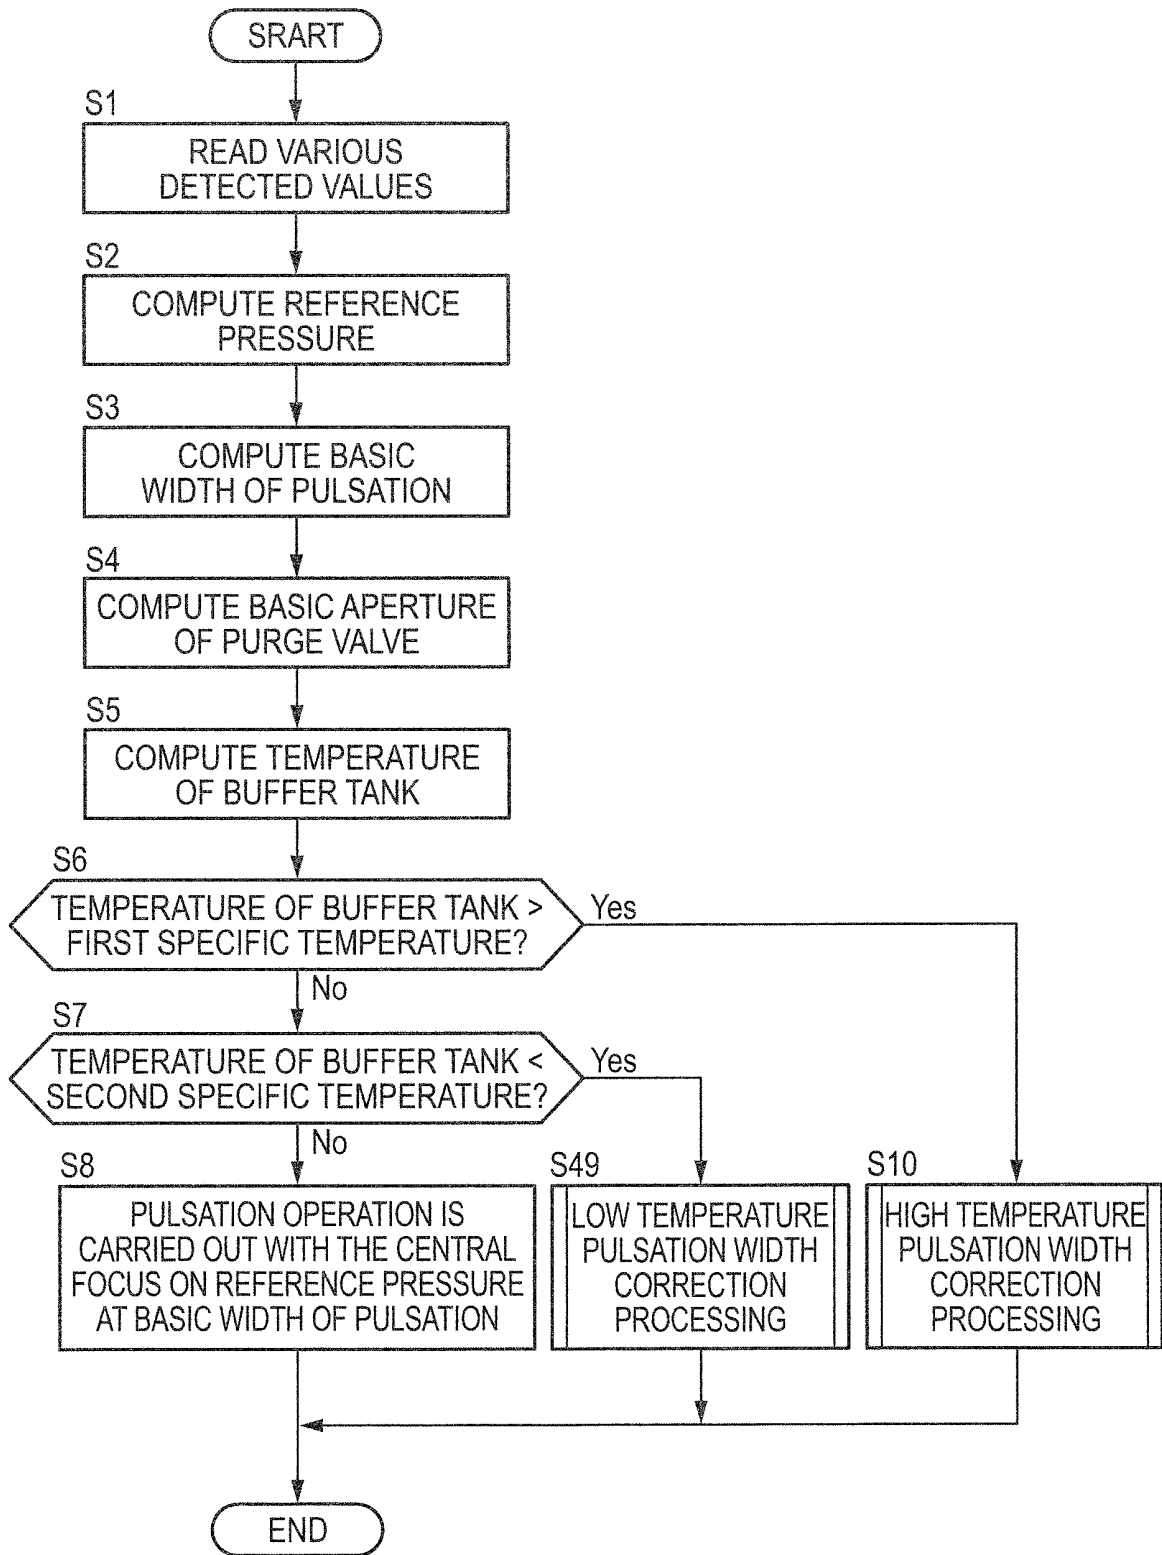 SRART
S1
READ VARIOUS
DETECTED VALUES
S2
COMPUTE REFERENCE
PRESSURE
S3
COMPUTE BASIC
WIDTH OF PULSATION
S4
COMPUTE BASIC APERTURE
OF PURGE VALVE
S5
COMPUTE TEMPERATURE
OF BUFFER TANK
S6
TEMPERATURE OF BUFFER TANK >
FIRST SPECIFIC TEMPERATURE?
Yes
No
S7
TEMPERATURE OF BUFFER TANK <
SECOND SPECIFIC TEMPERATURE?
Yes
No
S8
PULSATION OPERATION IS
CARRIED OUT WITH THE CENTRAL
FOCUS ON REFERENCE PRESSURE
AT BASIC WIDTH OF PULSATION
S49
LOW TEMPERATURE
PULSATION WIDTH
CORRECTION
PROCESSING
S10
HIGH TEMPERATURE
PULSATION WIDTH
CORRECTION
PROCESSING
END